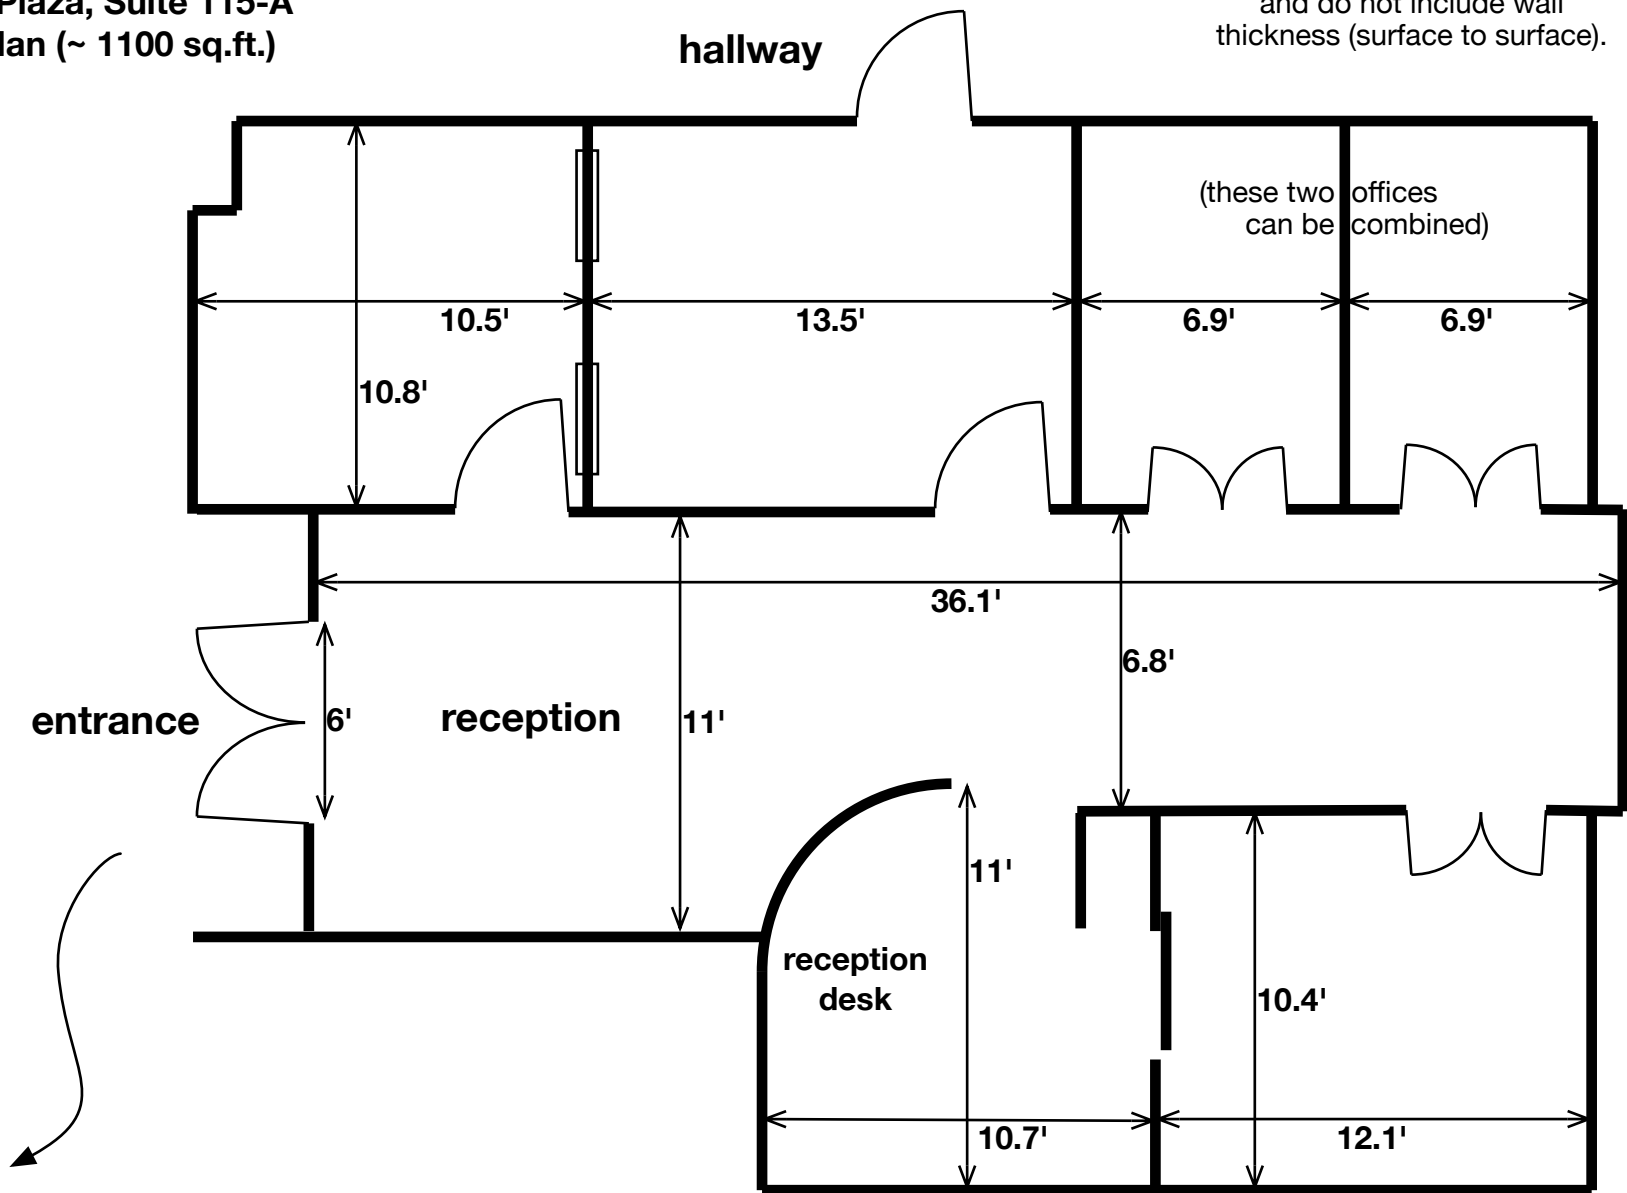 Plaza, Suite 115-A
lan (~ 1100 sq.ft.)
and do not include wall
thickness (surface to surface).
hallway
(these two offices
can be combined)
10.5'
13.5'
6.9'
6.9'
10.8'
36.1'
6.8'
entrance
6'
reception
11'
11'
reception
desk
10.4'
10.7'
12.1'